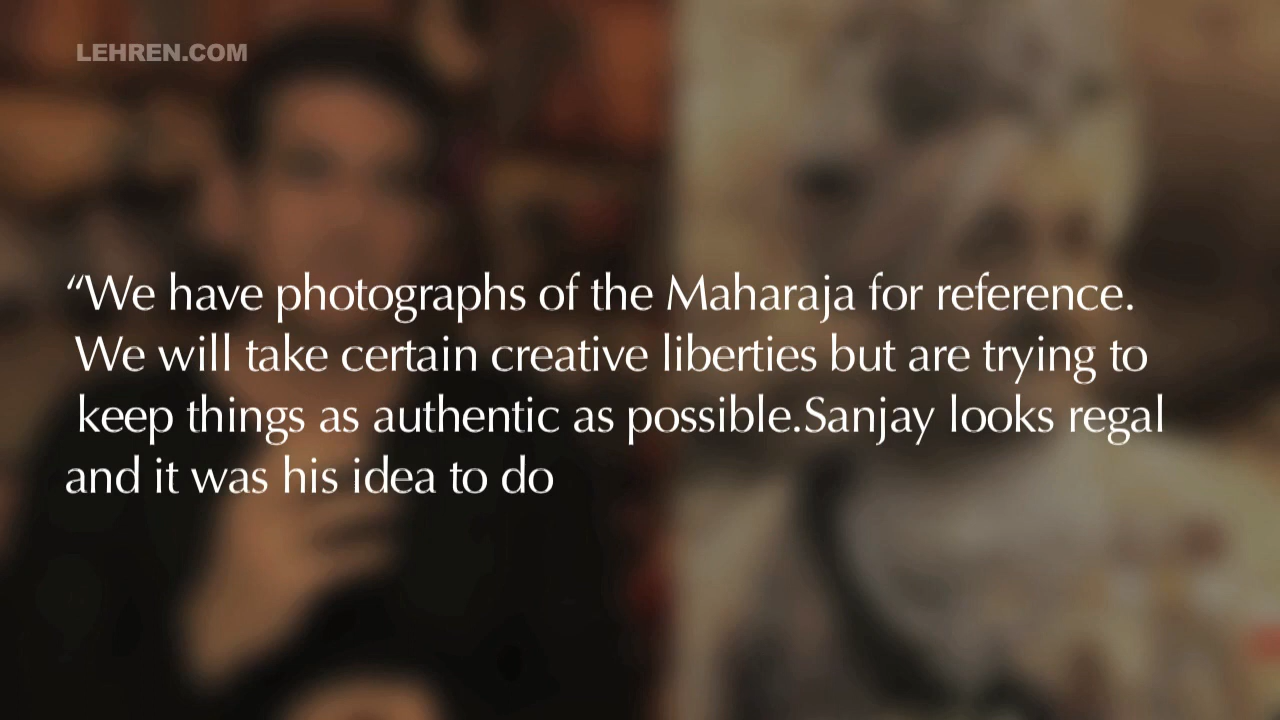 LEHREN.COM
“We have photographs of the Maharaja for reference.
We will take certain creative liberties but are trying to
keep things as authentic as possible.Sanjay looks regal
and it was his idea to do